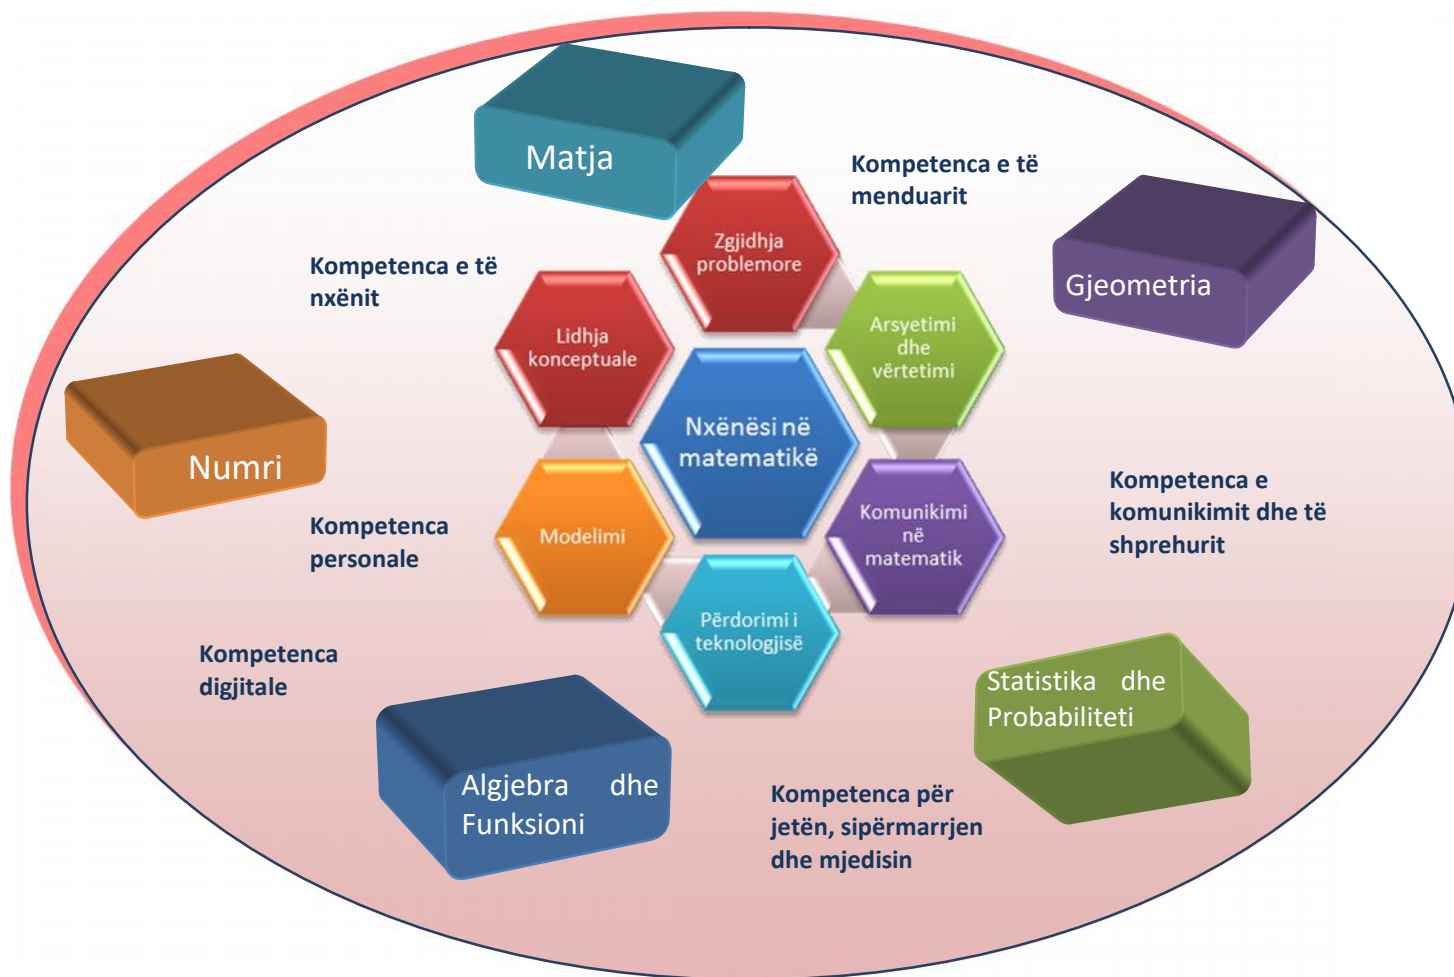 Matja
Kompetenca e të
menduarit
Zgjidhja
problemore
Kompetenca e të
nxënit
Gjeometria
Lidhja
konceptuale
Arsyetimi
dhe
vërtetimi
Nxënësi në
matematikë
Numri
Kompetenca
personale
Modelimi
Komunikimi
në
matematik
Kompetenca e
komunikimit dhe të
shprehurit
Përdorimi i
teknologjisë
Kompetenca
digjitale
Statistika dhe
Probabiliteti
Algjebra dhe
Funksioni
Kompetenca për
jetën, sipërmarrjen
dhe mjedisin